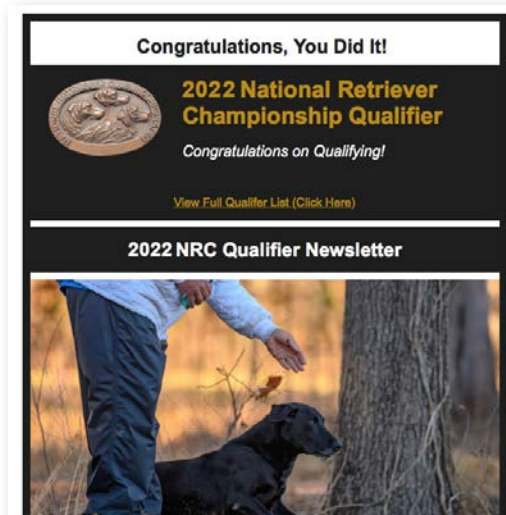 Congratulations, You Did It!
2022 National Retriever
Championship Qualifier
Congratulations on Qualifying!
View Full Qualifer List (Click Here)
2022 NRC Qualifier Newsletter